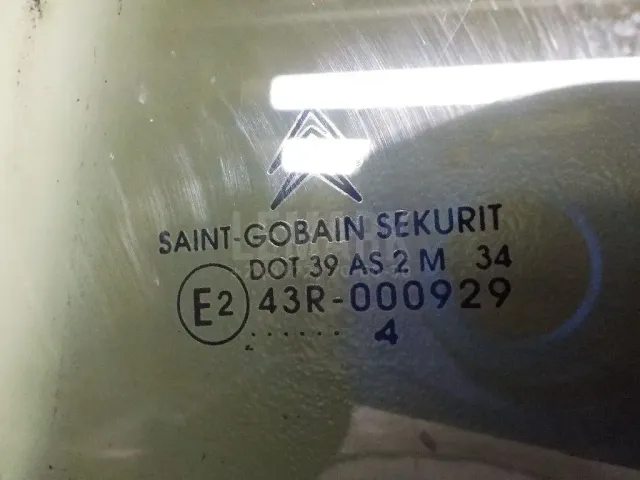 SAINT-GOBAIN SEKURIT
DOT 39 AS 2 M 34
E2 43R-000929
...... 4